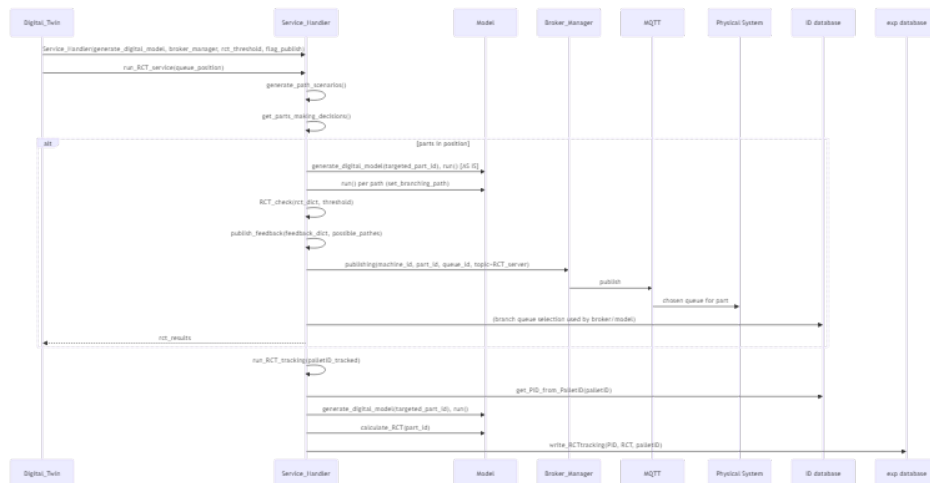 Digital_Twin
Service_Handler
Model
Broker_Manager
MQTT
Physical System
ID database
exp database
Service_Handler(generate_digital_model, broker_manager, rct_threshold, flag_publish)
run_RCT_service(queue_position)
generate_path_scenarios()
get_parts_making_decisions()
alt
[parts in position]
generate_digital_model(targeted_part_id), run() [AS IS]
run() per path (set_branching_path)
RCT_check(rct_dict, threshold)
publish_feedback(feedback_dict, possible_pathes)
publishing(machine_id, part_id, queue_id, topic=RCT_server)
publish
chosen queue for part
(branch queue selection used by broker/model)
rct_results
run_RCT_tracking(palletID_tracked)
get_PID_from_PalletID(palletID)
generate_digital_model(targeted_part_id), run()
calculate_RCT(part_id)
write_RCTtracking(PID, RCT, palletID)
Digital_Twin
Service_Handler
Model
Broker_Manager
MQTT
Physical System
ID database
exp database